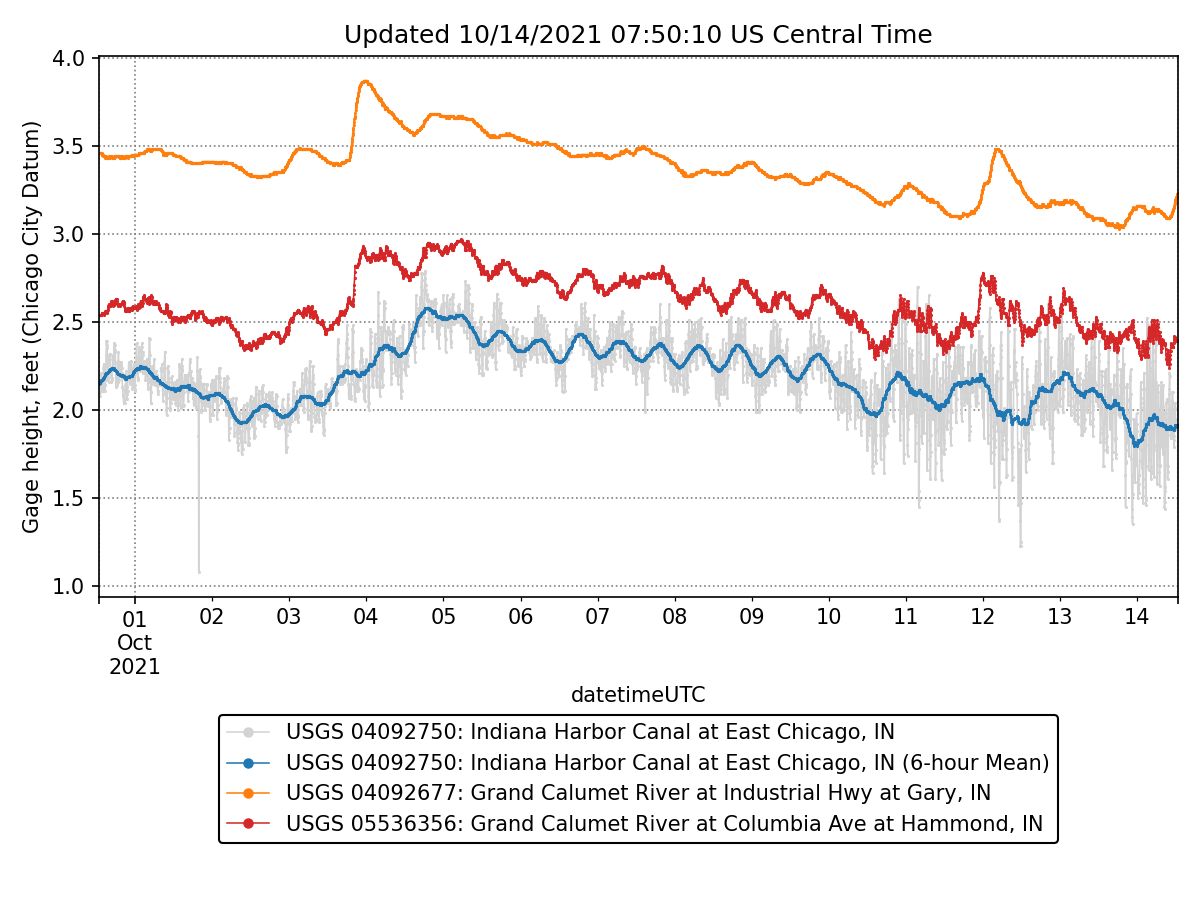 Updated 10/14/2021 07:50:10 US Central Time
Gage height, feet (Chicago City Datum)
4.0
3.5
3.0
2.5
2.0
1.5
1.0
01 02 03 04 05 06 07 08 09 10 11 12 13 14
Oct
2021
datetimeUTC
USGS 04092750: Indiana Harbor Canal at East Chicago, IN
USGS 04092750: Indiana Harbor Canal at East Chicago, IN (6-hour Mean)
USGS 04092677: Grand Calumet River at Industrial Hwy at Gary, IN
USGS 05536356: Grand Calumet River at Columbia Ave at Hammond, IN